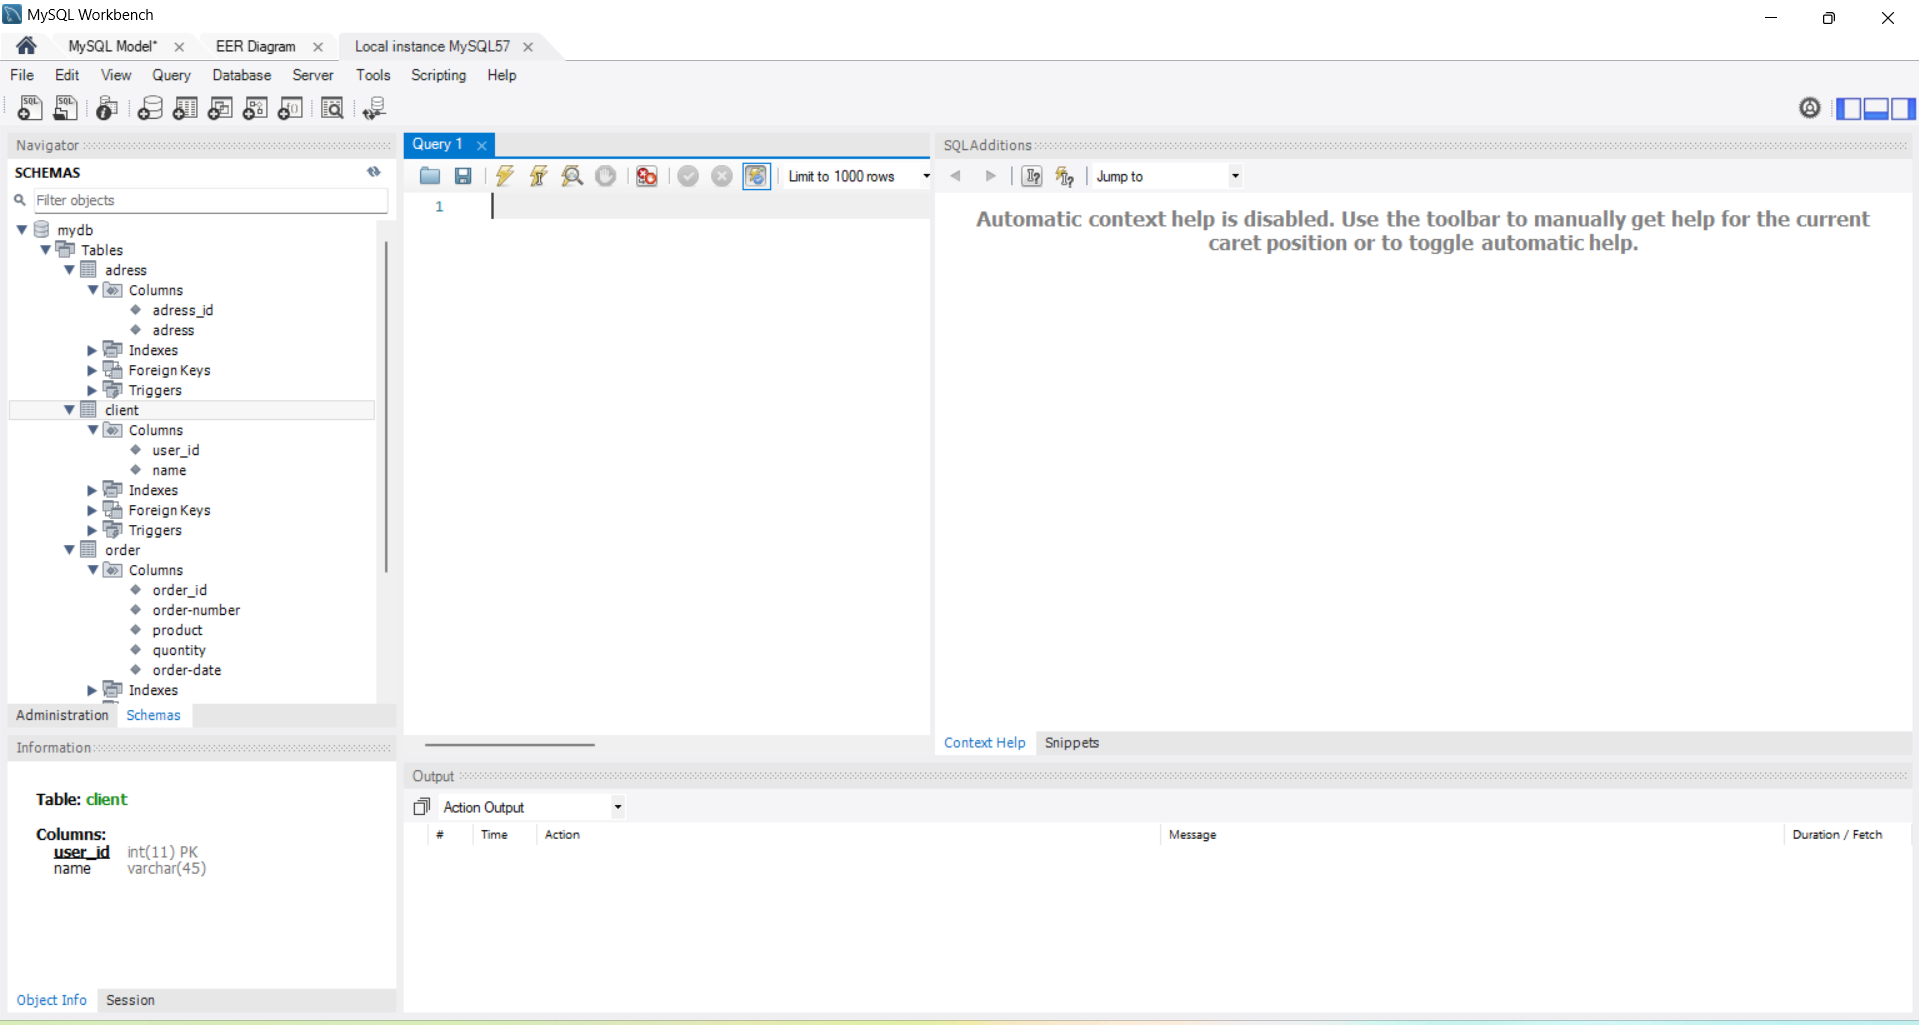 MySQL Workbench
MySQL Model* EER Diagram Local instance MySQL57
File Edit View Query Database Server Tools Scripting Help
Navigator
SCHEMAS
Filter objects
mydb
Tables
adress
Columns
adress_id
adress
Indexes
Foreign Keys
Triggers
client
Columns
user_id
name
Indexes
Foreign Keys
Triggers
order
Columns
order_id
order-number
product
quontity
order-date
Indexes
Administration Schemas
Information
Table: client
Columns:
user_id int(11) PK
name varchar(45)
Object Info Session
Query 1
Limit to 1000 rows
1
SQLAdditions
Jump to
Automatic context help is disabled. Use the toolbar to manually get help for the current
caret position or to toggle automatic help.
Context Help Snippets
Output
Action Output
# Time Action Message Duration / Fetch